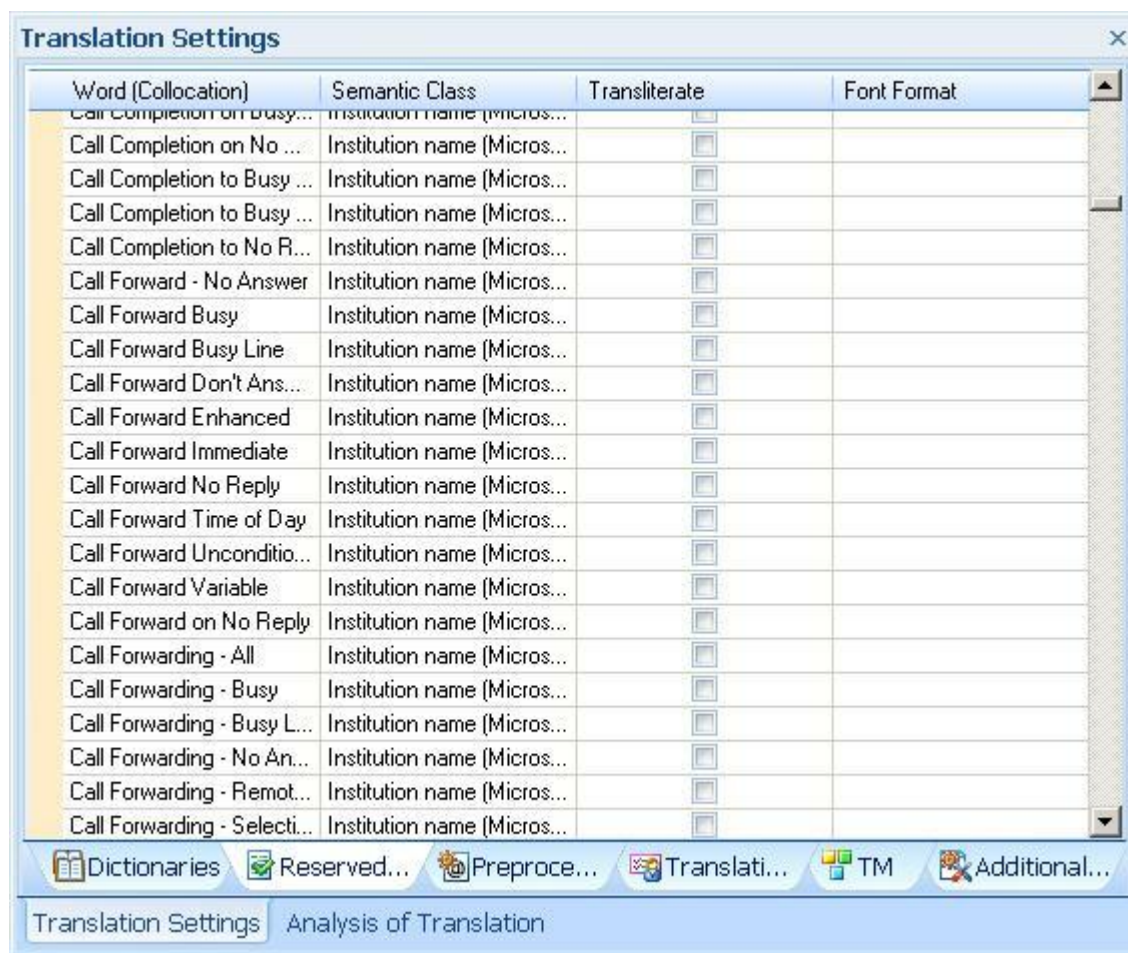 Translation Settings
Word (Collocation) Semantic Class Transliterate Font Format
Call Completion on Busy... Institution name (Micros...
Call Completion on No ... Institution name (Micros...
Call Completion to Busy ... Institution name (Micros...
Call Completion to Busy ... Institution name (Micros...
Call Completion to No R... Institution name (Micros...
Call Forward - No Answer Institution name (Micros...
Call Forward Busy Institution name (Micros...
Call Forward Busy Line Institution name (Micros...
Call Forward Don't Ans... Institution name (Micros...
Call Forward Enhanced Institution name (Micros...
Call Forward Immediate Institution name (Micros...
Call Forward No Reply Institution name (Micros...
Call Forward Time of Day Institution name (Micros...
Call Forward Unconditio... Institution name (Micros...
Call Forward Variable Institution name (Micros...
Call Forward on No Reply Institution name (Micros...
Call Forwarding - All Institution name (Micros...
Call Forwarding - Busy Institution name (Micros...
Call Forwarding - Busy L... Institution name (Micros...
Call Forwarding - No An... Institution name (Micros...
Call Forwarding - Remot... Institution name (Micros...
Call Forwarding - Selecti... Institution name (Micros...
Dictionaries Reserved... Preproce... Translati... TM Additional...
Translation Settings Analysis of Translation